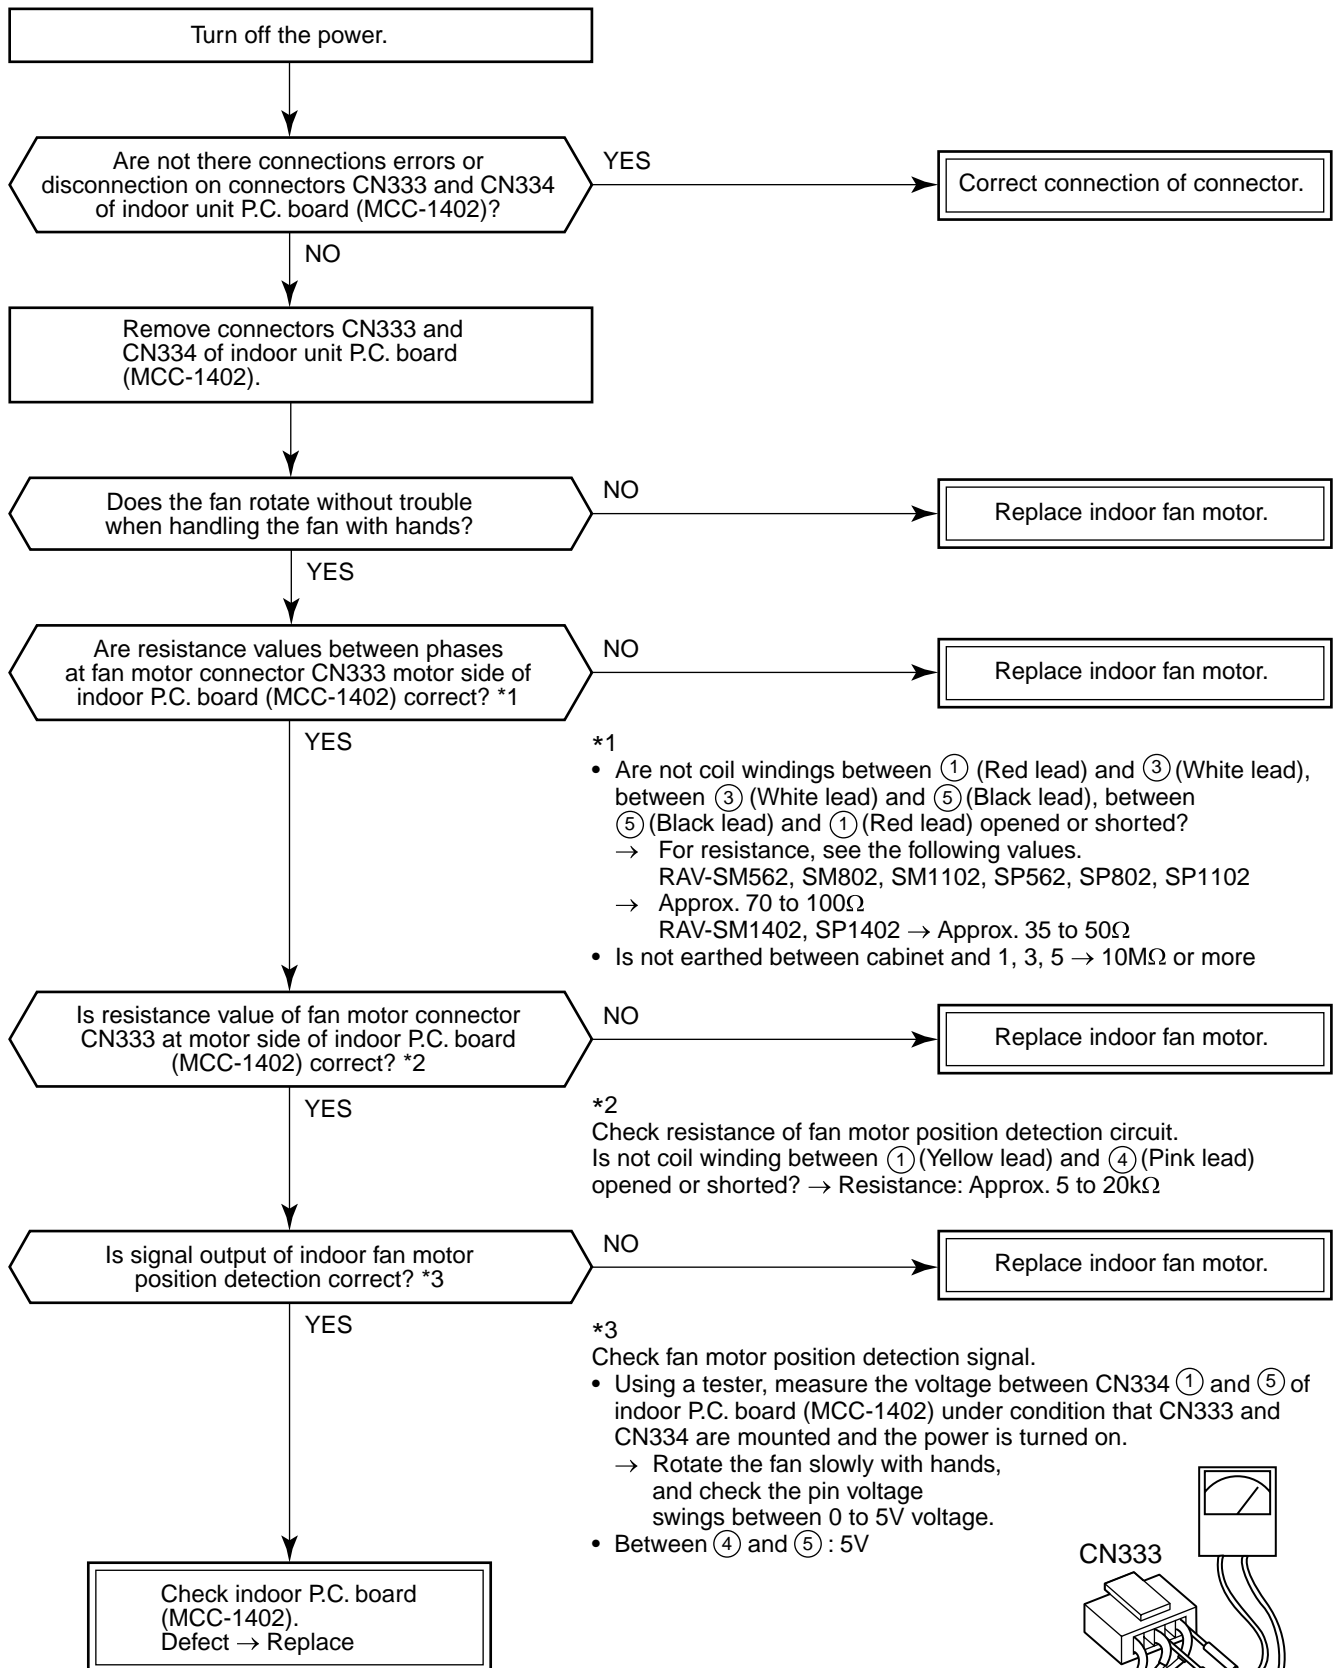 Turn off the power.
Are not there connections errors or
disconnection on connectors CN333 and CN334
of indoor unit P.C. board (MCC-1402)?
YES
Correct connection of connector.
NO
Remove connectors CN333 and
CN334 of indoor unit P.C. board
(MCC-1402).
Does the fan rotate without trouble
when handling the fan with hands?
NO
Replace indoor fan motor.
YES
Are resistance values between phases
at fan motor connector CN333 motor side of
indoor P.C. board (MCC-1402) correct? *1
NO
Replace indoor fan motor.
YES
*1
• Are not coil windings between ① (Red lead) and ③ (White lead),
between ③ (White lead) and ⑤ (Black lead), between
⑤ (Black lead) and ① (Red lead) opened or shorted?
→ For resistance, see the following values.
RAV-SM562, SM802, SM1102, SP562, SP802, SP1102
→ Approx. 70 to 100Ω
RAV-SM1402, SP1402 → Approx. 35 to 50Ω
• Is not earthed between cabinet and 1, 3, 5 → 10MΩ or more
Is resistance value of fan motor connector
CN333 at motor side of indoor P.C. board
(MCC-1402) correct? *2
NO
Replace indoor fan motor.
YES
*2
Check resistance of fan motor position detection circuit.
Is not coil winding between ① (Yellow lead) and ④ (Pink lead)
opened or shorted? → Resistance: Approx. 5 to 20kΩ
Is signal output of indoor fan motor
position detection correct? *3
NO
Replace indoor fan motor.
YES
*3
Check fan motor position detection signal.
• Using a tester, measure the voltage between CN334 ① and ⑤ of
indoor P.C. board (MCC-1402) under condition that CN333 and
CN334 are mounted and the power is turned on.
→ Rotate the fan slowly with hands,
and check the pin voltage
swings between 0 to 5V voltage.
• Between ④ and ⑤ : 5V
CN333
Check indoor P.C. board
(MCC-1402).
Defect → Replace